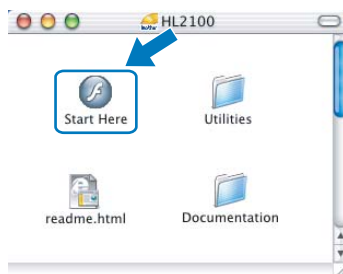 HL2100
Start Here
Utilities
readme.html
Documentation